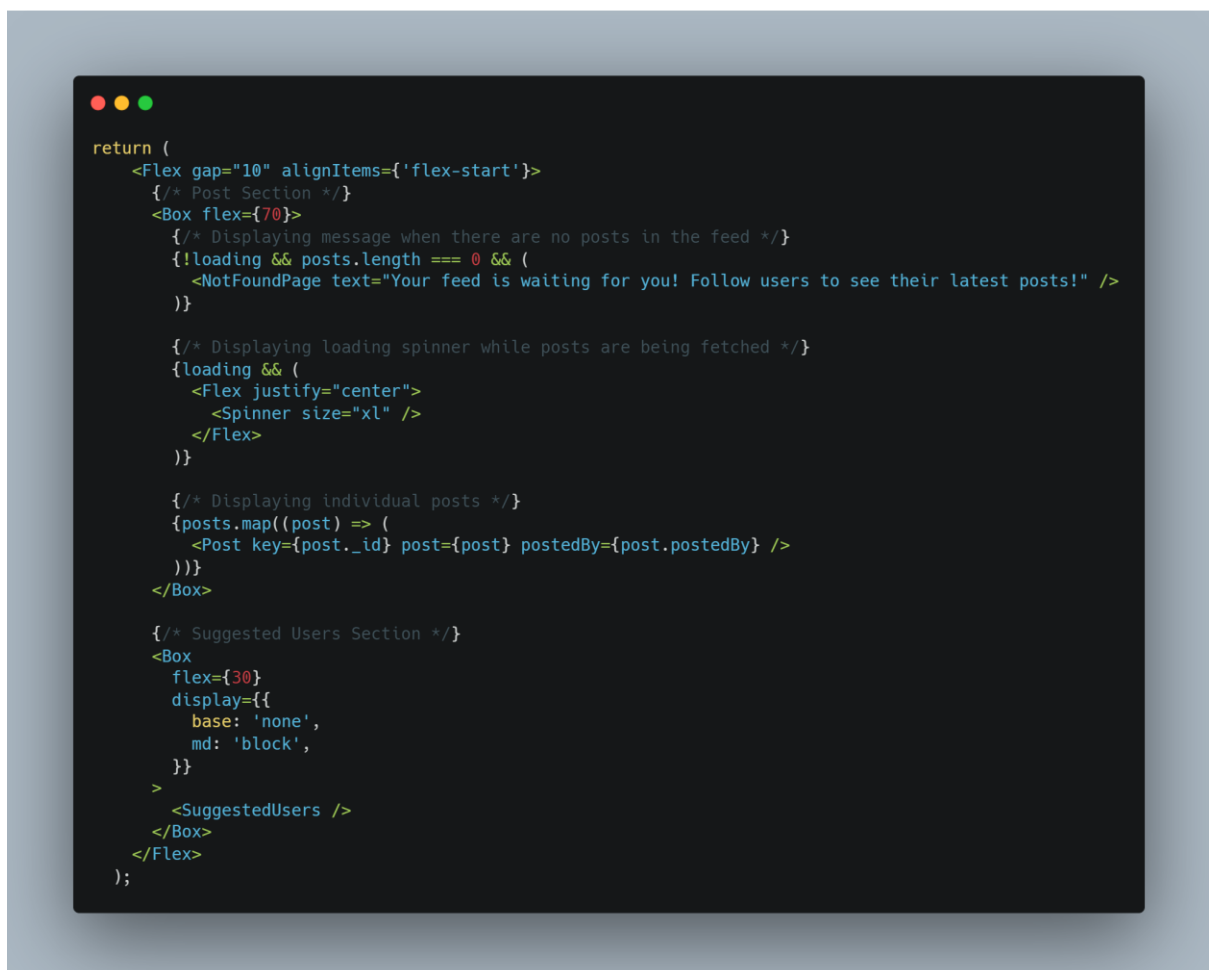 return (
    <Flex gap="10" alignItems={'flex-start'}>
      {/* Post Section */}
      <Box flex={70}>
        {/* Displaying message when there are no posts in the feed */}
        {!loading && posts.length === 0 && (
          <NotFoundPage text="Your feed is waiting for you! Follow users to see their latest posts!" />
        )}

        {/* Displaying loading spinner while posts are being fetched */}
        {loading && (
          <Flex justify="center">
            <Spinner size="xl" />
          </Flex>
        )}

        {/* Displaying individual posts */}
        {posts.map((post) => (
          <Post key={post._id} post={post} postedBy={post.postedBy} />
        ))}
      </Box>

      {/* Suggested Users Section */}
      <Box
        flex={30}
        display={{
          base: 'none',
          md: 'block',
        }}
      >
        <SuggestedUsers />
      </Box>
    </Flex>
  );